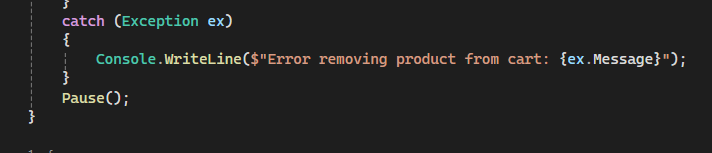 }
catch (Exception ex)
{
Console.WriteLine($"Error removing product from cart: {ex.Message}");
}
Pause();
}